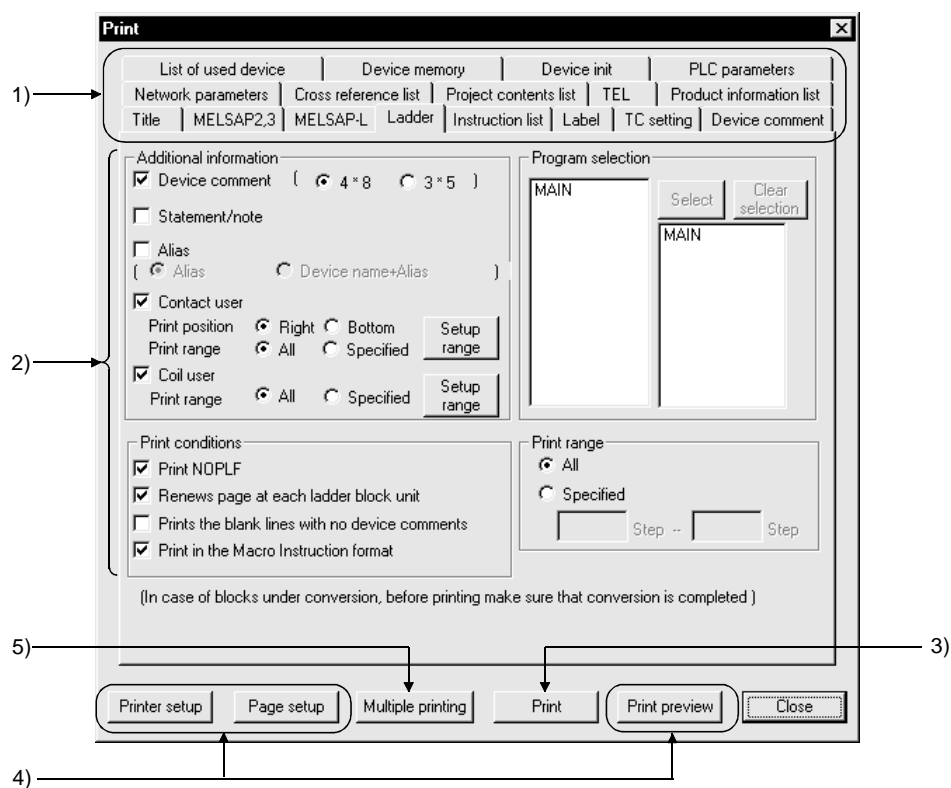 Print
List of used device Device memory Device init PLC parameters
1)
Network parameters Cross reference list Project contents list TEL Product information list
Title MELSAP2,3 MELSAP-L Ladder Instruction list Label TC setting Device comment
Additional information
Device comment ( 4 * 8 3 * 5 )
Statement/note
Alias
( Alias Device name+Alias )
Contact user
Print position Right Bottom
Print range All Specified
Setup range
2)
Coil user
Print range All Specified
Setup range
Program selection
MAIN
Select
Clear selection
MAIN
Print conditions
Print NOPLF
Renews page at each ladder block unit
Prints the blank lines with no device comments
Print in the Macro Instruction format
Print range
All
Specified
Step -- Step
(In case of blocks under conversion, before printing make sure that conversion is completed )
5)
3)
Printer setup Page setup Multiple printing Print Print preview Close
4)